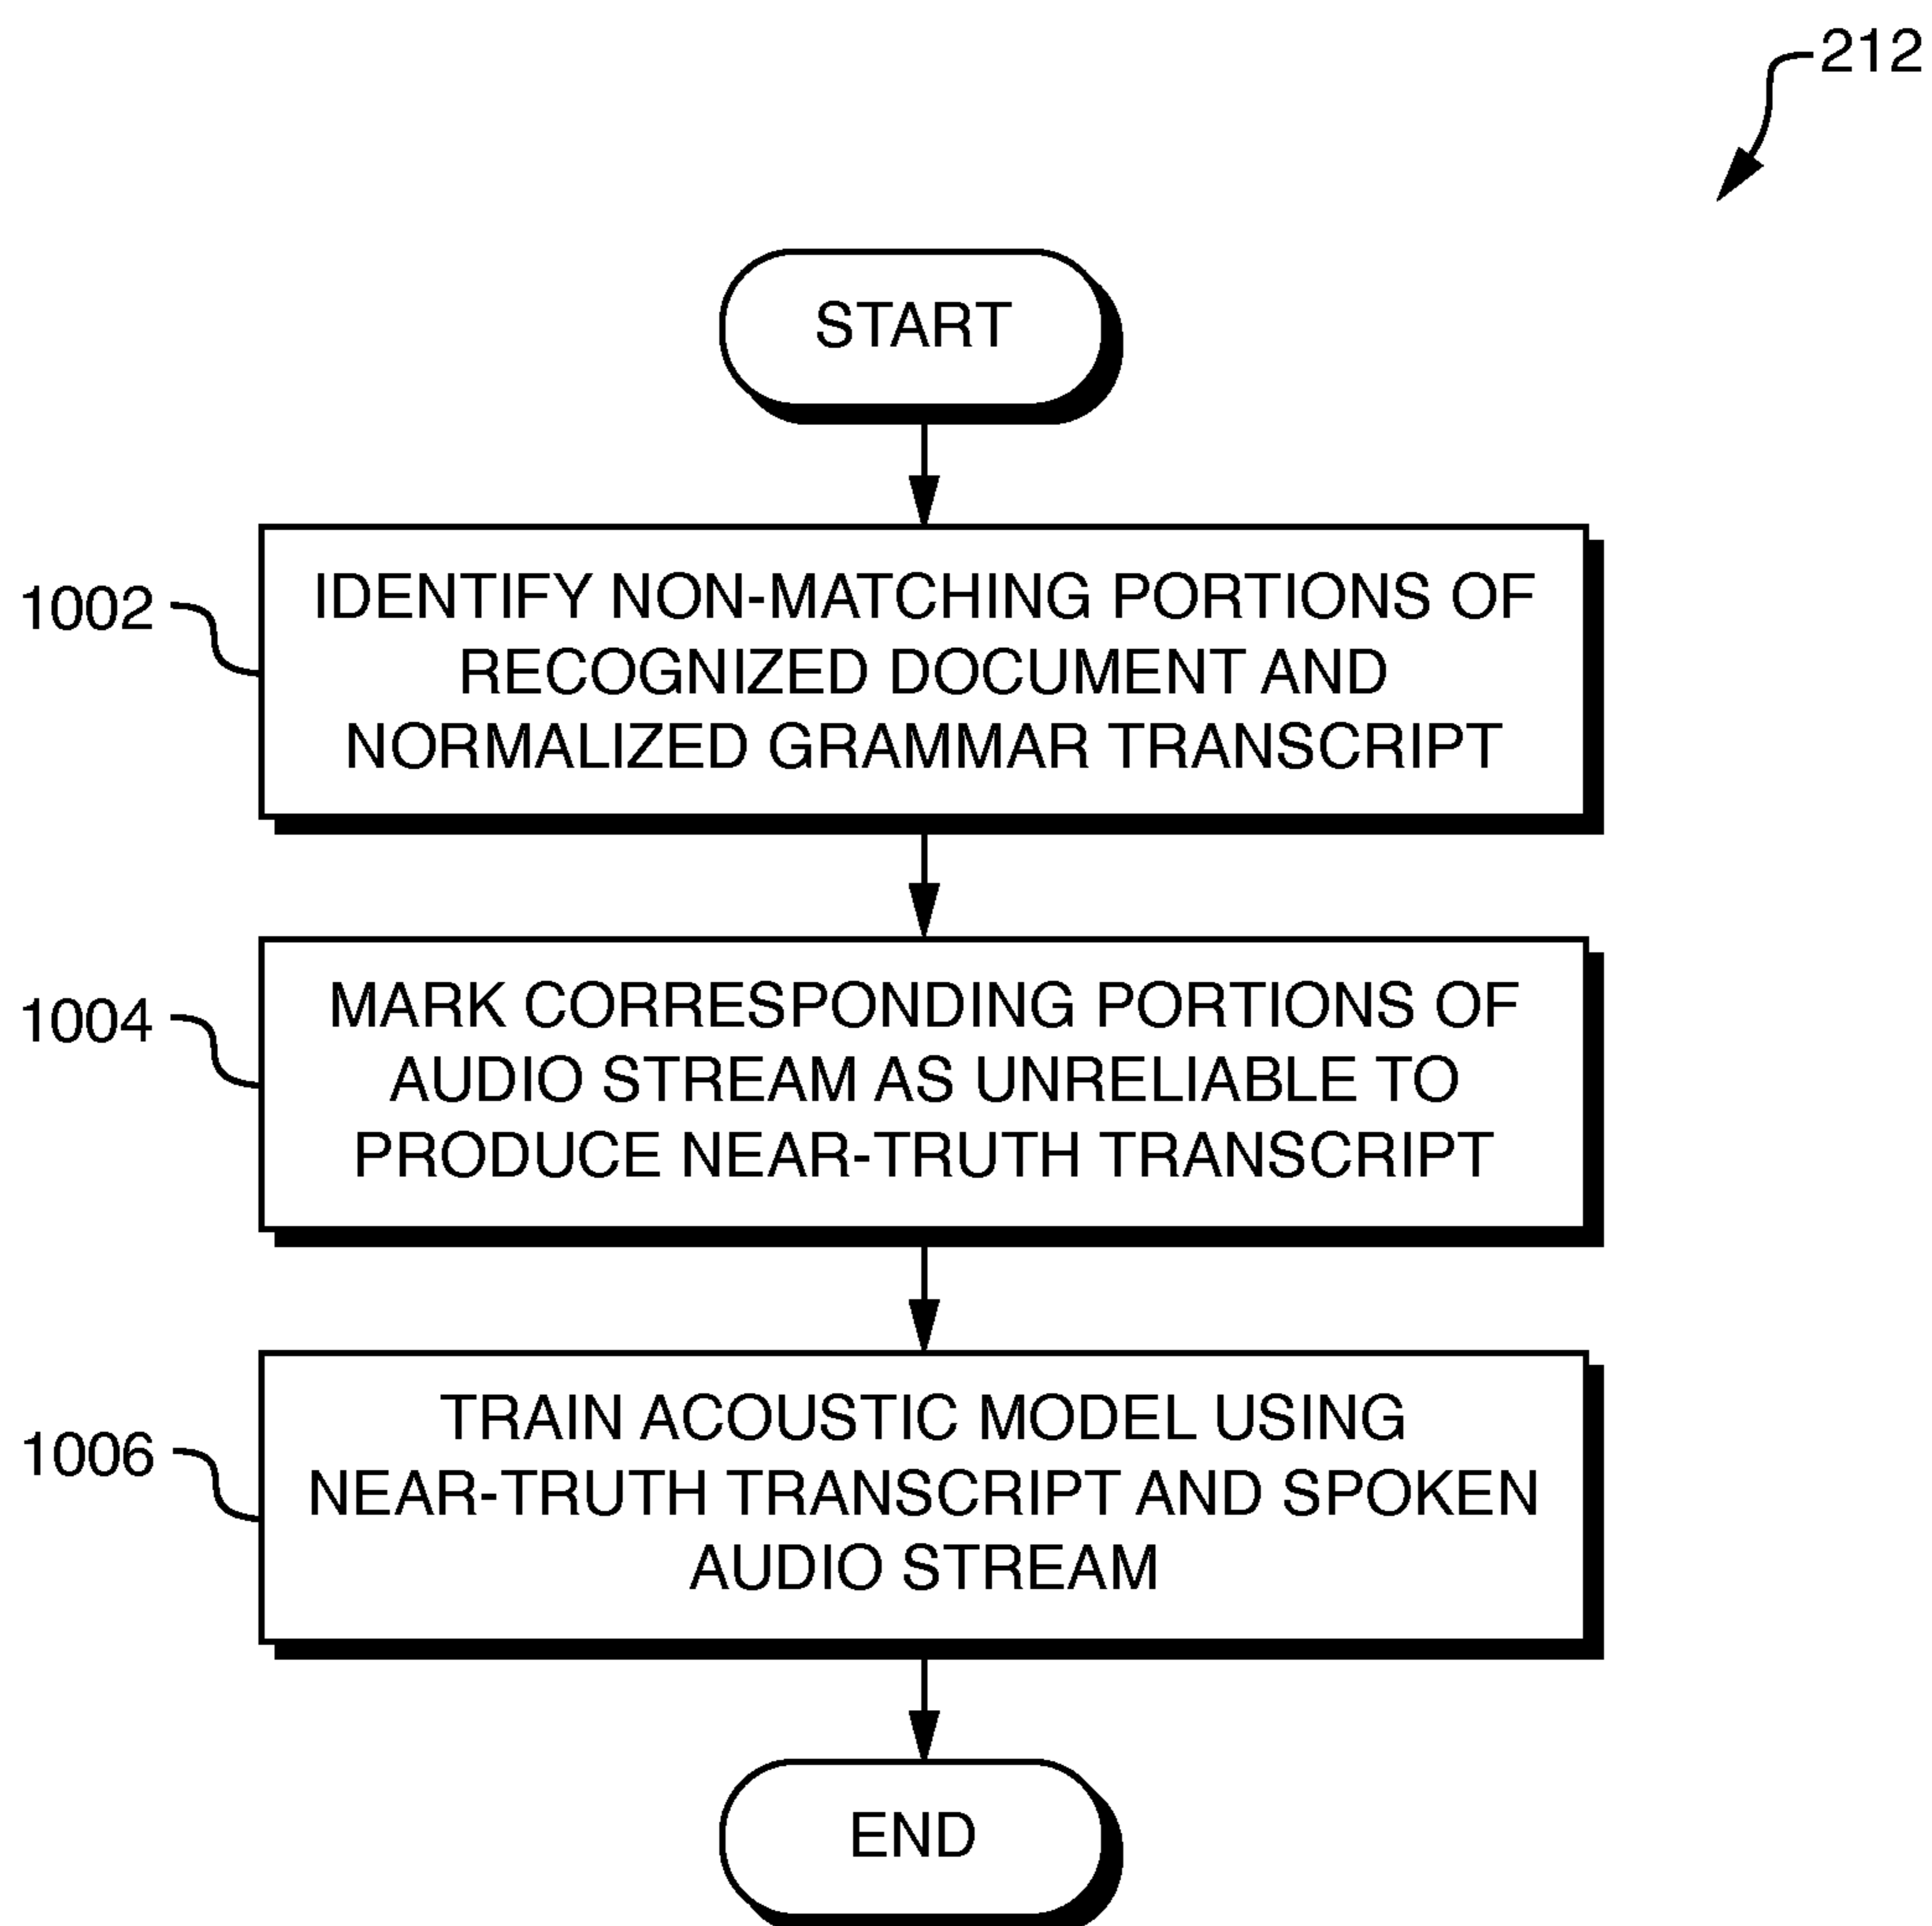 212
START
1002
IDENTIFY NON-MATCHING PORTIONS OF
RECOGNIZED DOCUMENT AND
NORMALIZED GRAMMAR TRANSCRIPT
1004
MARK CORRESPONDING PORTIONS OF
AUDIO STREAM AS UNRELIABLE TO
PRODUCE NEAR-TRUTH TRANSCRIPT
1006
TRAIN ACOUSTIC MODEL USING
NEAR-TRUTH TRANSCRIPT AND SPOKEN
AUDIO STREAM
END